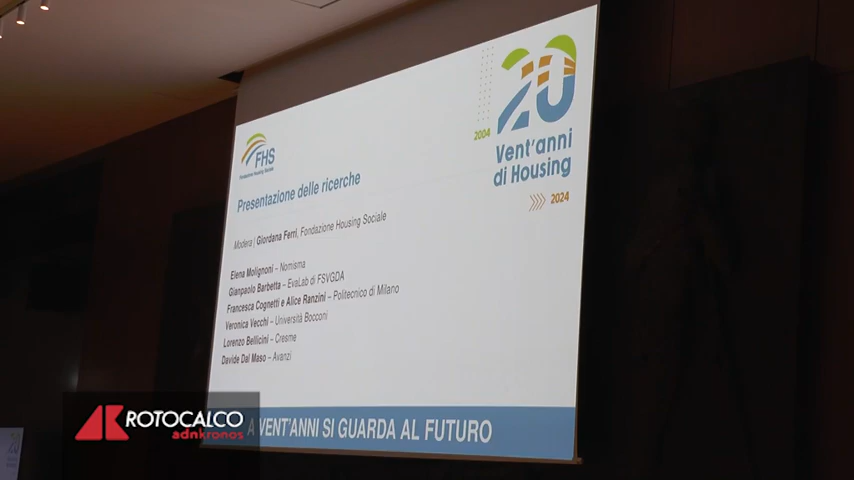 FHS
Fondazione Housing Sociale
Presentazione delle ricerche
20
2004
Vent'anni
di Housing
2024
Modera | Giordana Ferri, Fondazione Housing Sociale
Elena Molignoni – Nomisma
Gianpaolo Barbetta – EvaLab di FSVGDA
Francesca Cognetti e Alice Ranzini – Politecnico di Milano
Veronica Vecchi – Università Bocconi
Lorenzo Bellicini – Cresme
Davide Dal Maso – Avanzi
A VENT'ANNI SI GUARDA AL FUTURO
ROTOCALCO
adnkronos